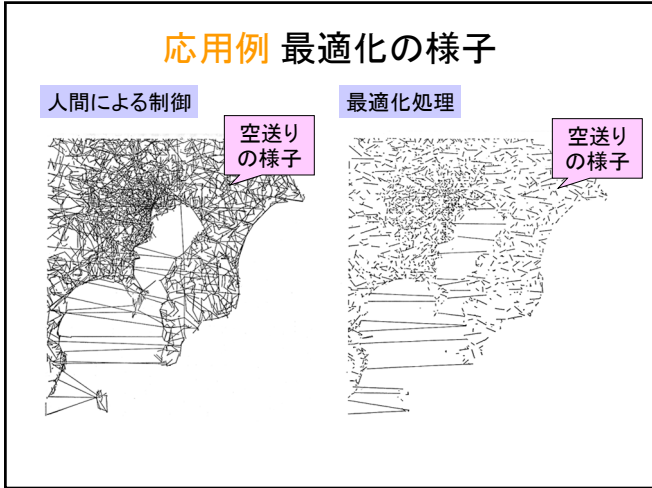 応用例 最適化の様子
人間による制御
空送り
の様子
最適化処理
空送り
の様子